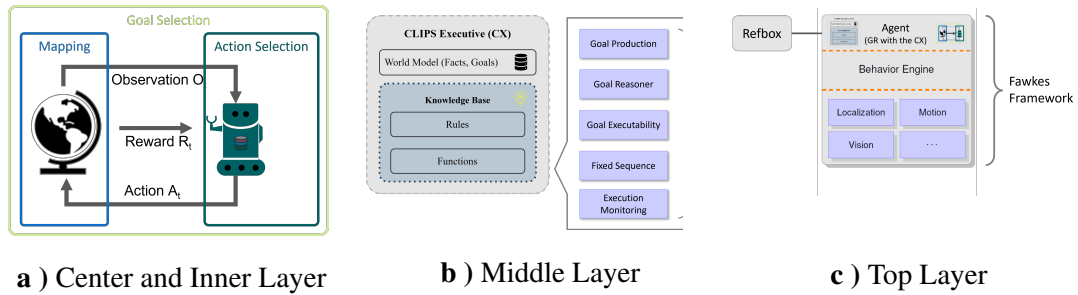 Goal Selection
Mapping
Action Selection
Observation O
Reward Rt
Action At
a ) Center and Inner Layer
CLIPS Executive (CX)
World Model (Facts, Goals)
Knowledge Base
Rules
Functions
Goal Production
Goal Reasoner
Goal Executability
Fixed Sequence
Execution
Monitoring
b ) Middle Layer
Refbox
Agent
(GR with the CX)
Behavior Engine
Localization
Motion
Vision
. . .
Fawkes
Framework
c ) Top Layer